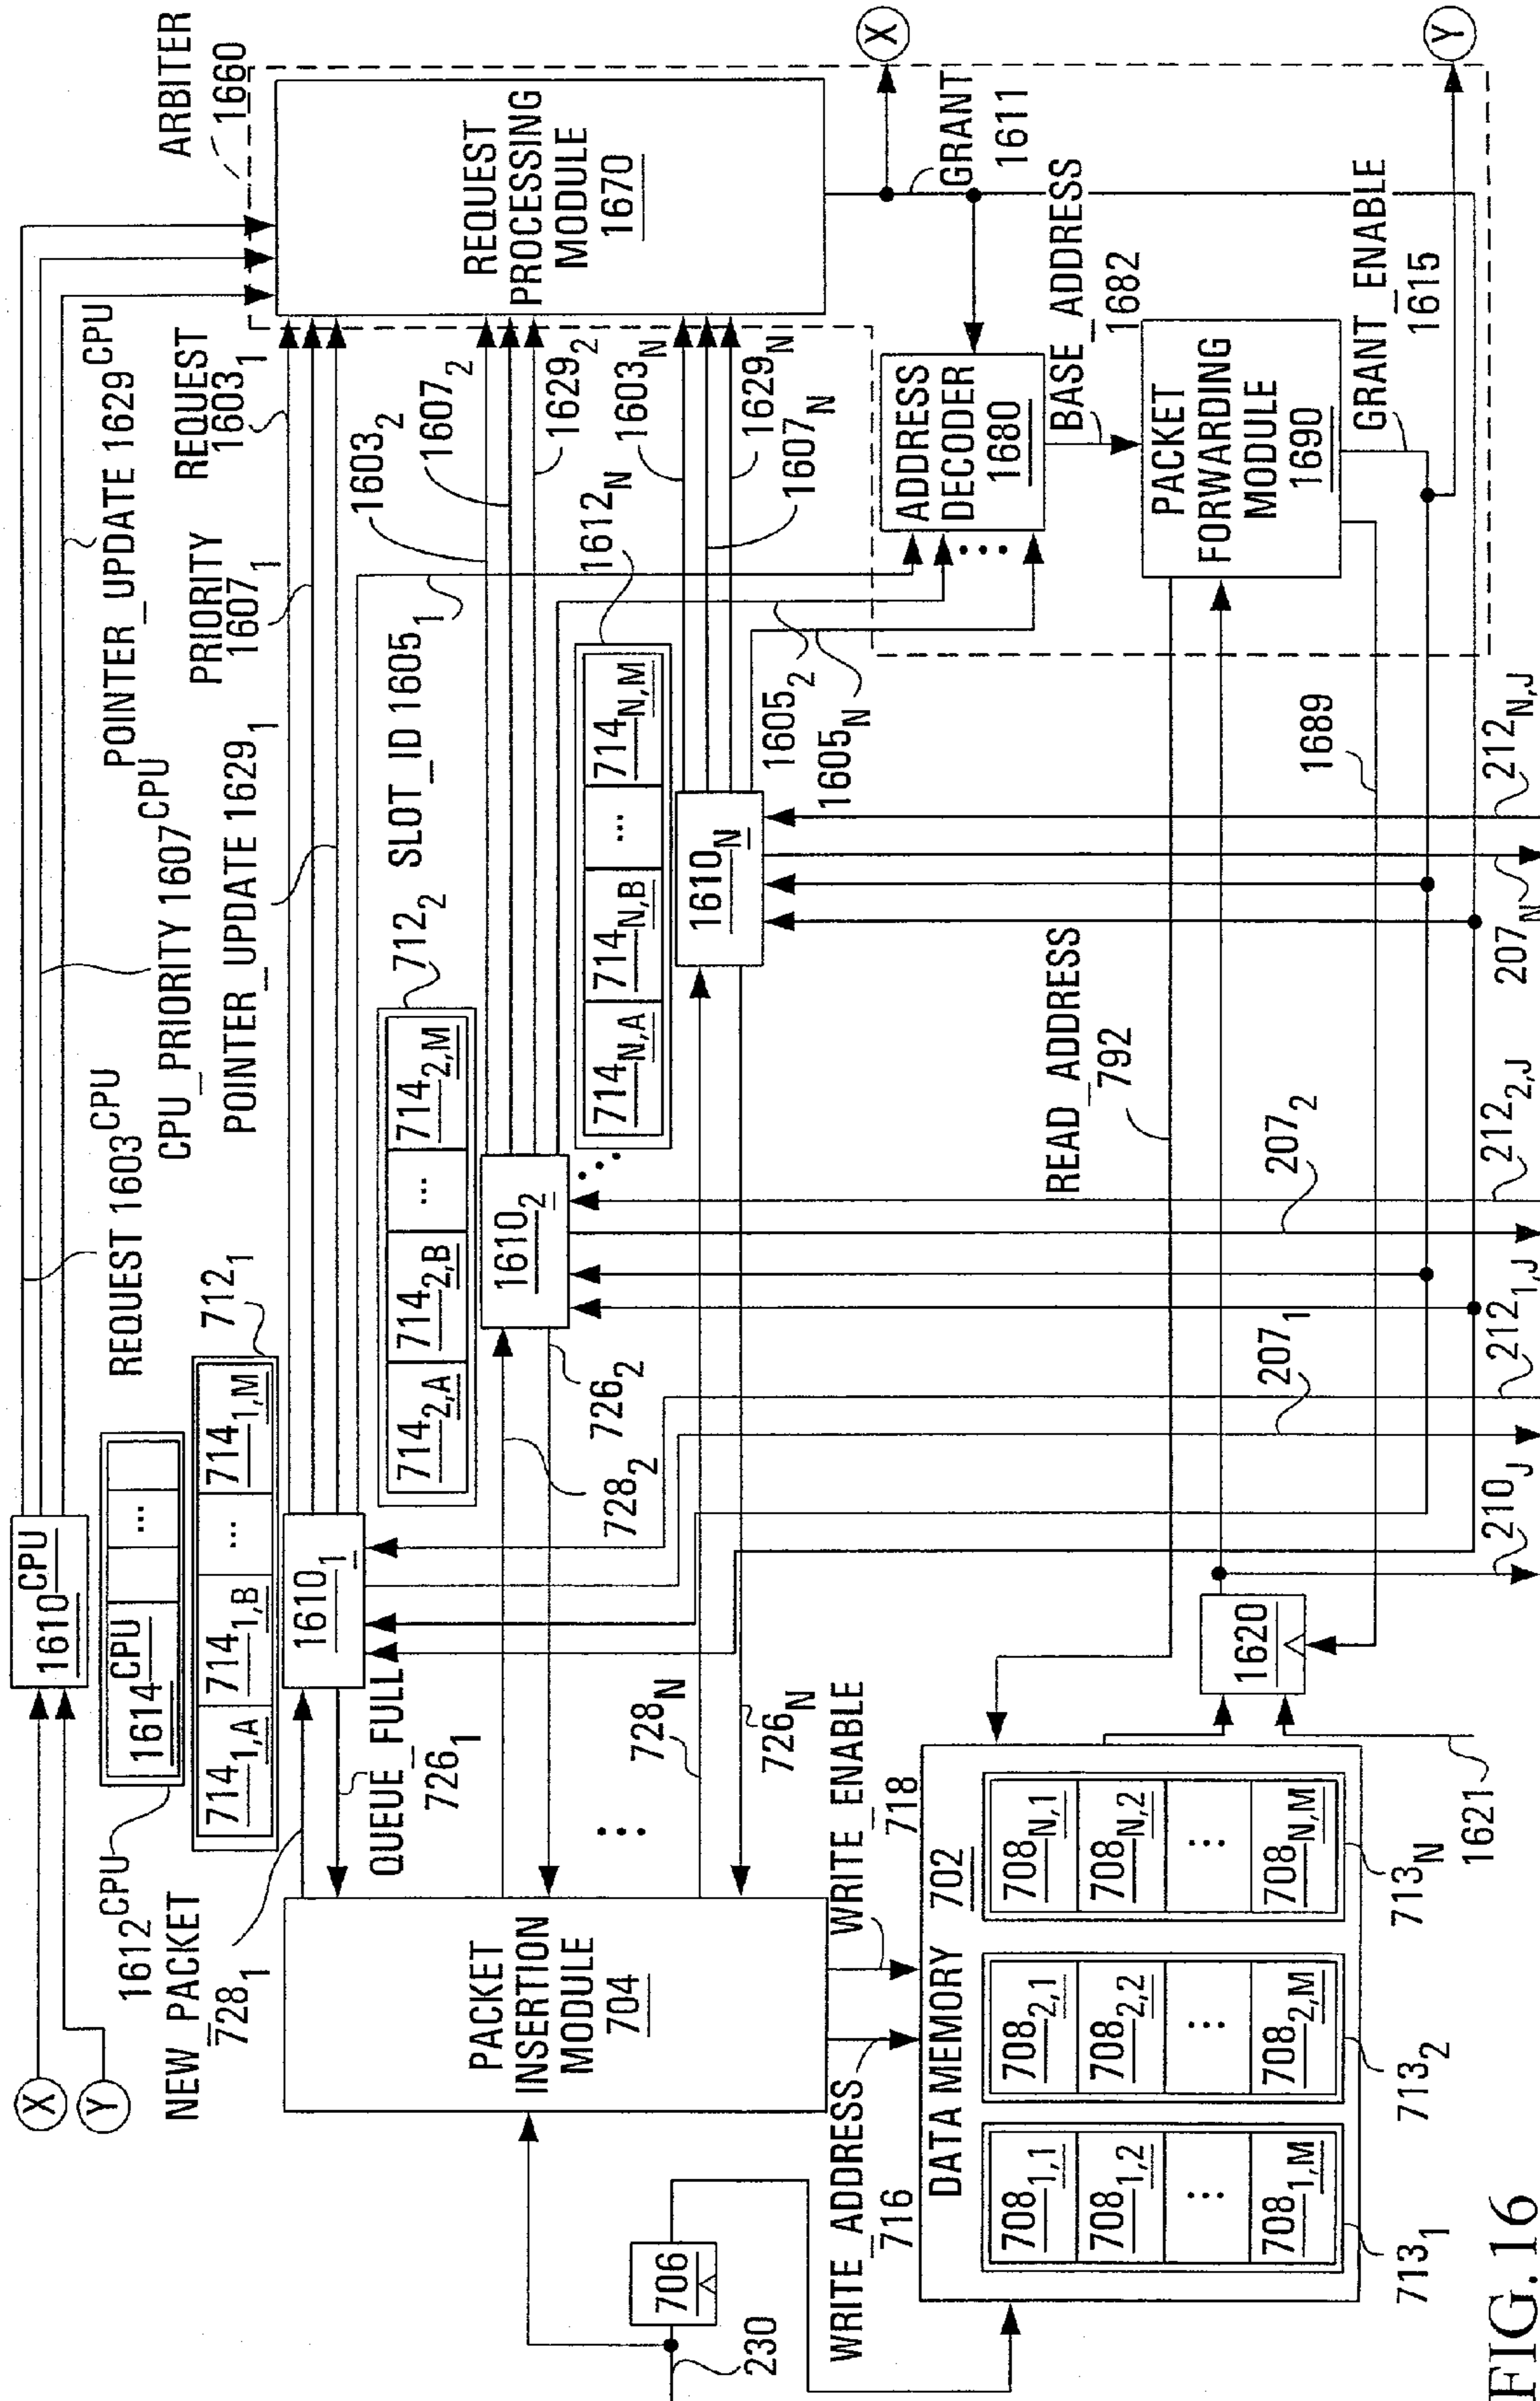 FIG. 16
X
Y
1610CPU
1612CPU
1614CPU
...
REQUEST 1603CPU
CPU_PRIORITY 1607CPU
POINTER_UPDATE 1629CPU
ARBITER
1660
NEW_PACKET
728₁
714₁,A
714₁,B
...
714₁,M
712₁
1610₁
QUEUE_FULL
726₁
POINTER_UPDATE 1629₁
PRIORITY
1607₁
REQUEST
1603₁
REQUEST
PROCESSING
MODULE
1670
X
SLOT_ID 1605₁
712₂
714₂,A
714₂,B
...
714₂,M
1610₂
728₂
726₂
1603₂
1607₂
1629₂
1612N
714N,A
714N,B
...
714N,M
1610N
728N
726N
1603N
1629N
1607N
1605₂
1605N
PACKET
INSERTION
MODULE
704
706
230
WRITE_ADDRESS
716
WRITE ENABLE
718
DATA MEMORY 702
708₁,₁
708₁,₂
708₁,M
713₁
708₂,₁
708₂,₂
708₂,M
713₂
708N,₁
708N,₂
708N,M
713N
1620
1621
READ_ADDRESS
792
ADDRESS
DECODER
1680
BASE_ADDRESS
1682
GRANT
1611
PACKET
FORWARDING
MODULE
1690
GRANT_ENABLE
1615
Y
1689
210J
207₁
212₁,J
207₂
212₂,J
207N
212N,J